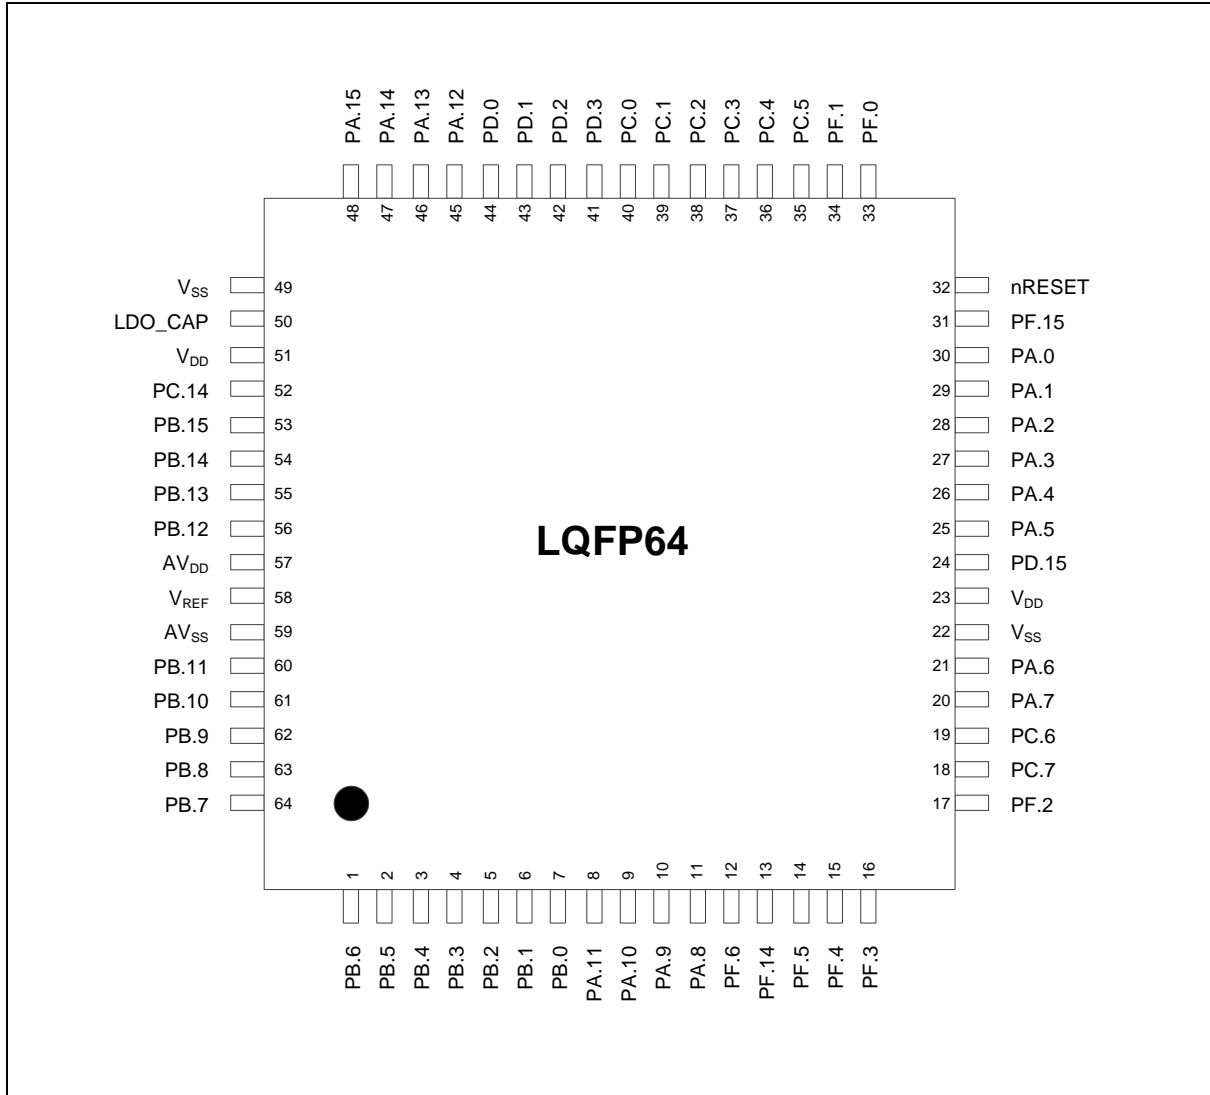 PA.15 PA.14 PA.13 PA.12 PD.0 PD.1 PD.2 PD.3 PC.0 PC.1 PC.2 PC.3 PC.4 PC.5 PF.1 PF.0
48 47 46 45 44 43 42 41 40 39 38 37 36 35 34 33
VSS 49 32 nRESET
LDO_CAP 50 31 PF.15
VDD 51 30 PA.0
PC.14 52 29 PA.1
PB.15 53 28 PA.2
PB.14 54 27 PA.3
PB.13 55 26 PA.4
PB.12 56 25 PA.5
LQFP64
AVDD 57 24 PD.15
VREF 58 23 VDD
AVSS 59 22 VSS
PB.11 60 21 PA.6
PB.10 61 20 PA.7
PB.9 62 19 PC.6
PB.8 63 18 PC.7
PB.7 64 17 PF.2
1 2 3 4 5 6 7 8 9 10 11 12 13 14 15 16
PB.6 PB.5 PB.4 PB.3 PB.2 PB.1 PB.0 PA.11 PA.10 PA.9 PA.8 PF.6 PF.14 PF.5 PF.4 PF.3